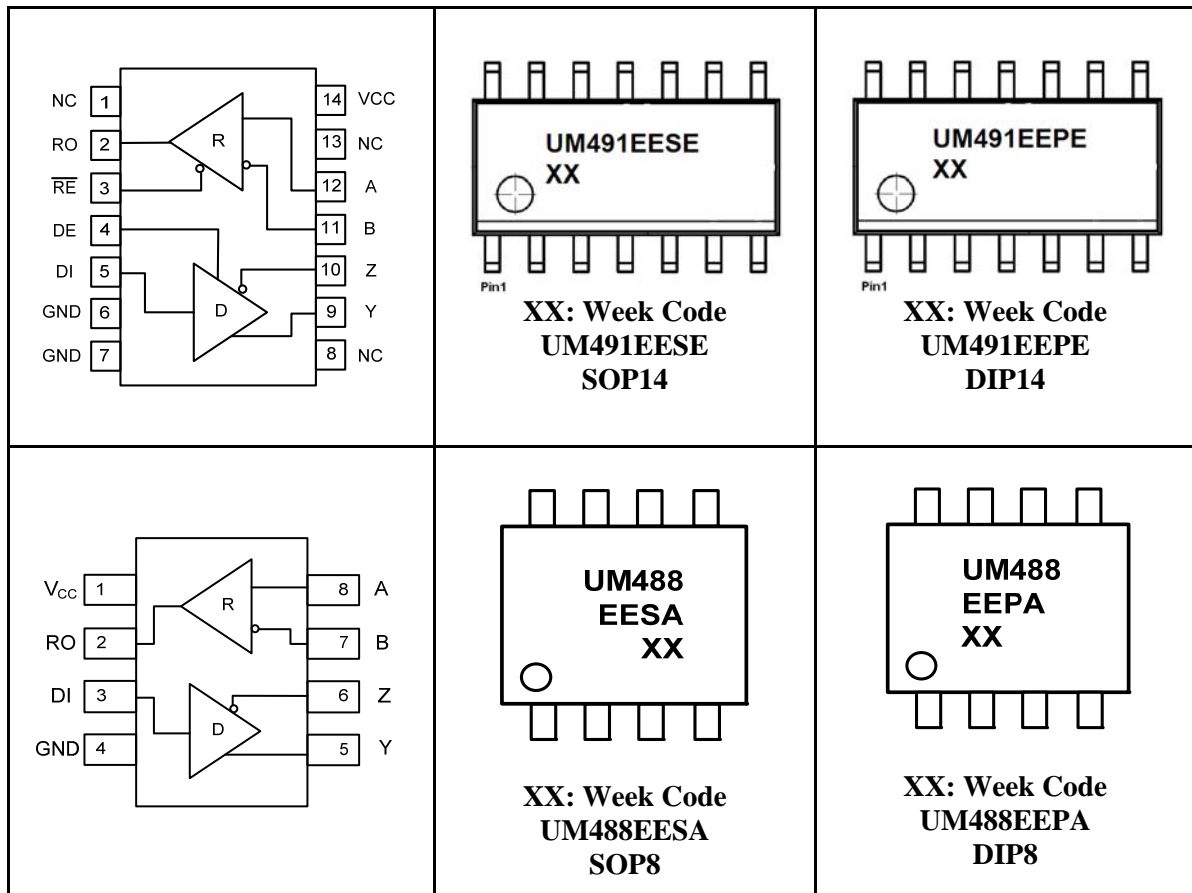 NC 1 14 VCC
RO 2 R 13 NC
RE 3 12 A
DE 4 11 B
DI 5 10 Z
GND 6 D 9 Y
GND 7 8 NC
UM491EESE
XX
Pin1
XX: Week Code
UM491EESE
SOP14
UM491EEPE
XX
Pin1
XX: Week Code
UM491EEPE
DIP14
VCC 1 8 A
R
RO 2 7 B
DI 3 6 Z
D
GND 4 5 Y
UM488
EESA
XX
XX: Week Code
UM488EESA
SOP8
UM488
EEPA
XX
XX: Week Code
UM488EEPA
DIP8